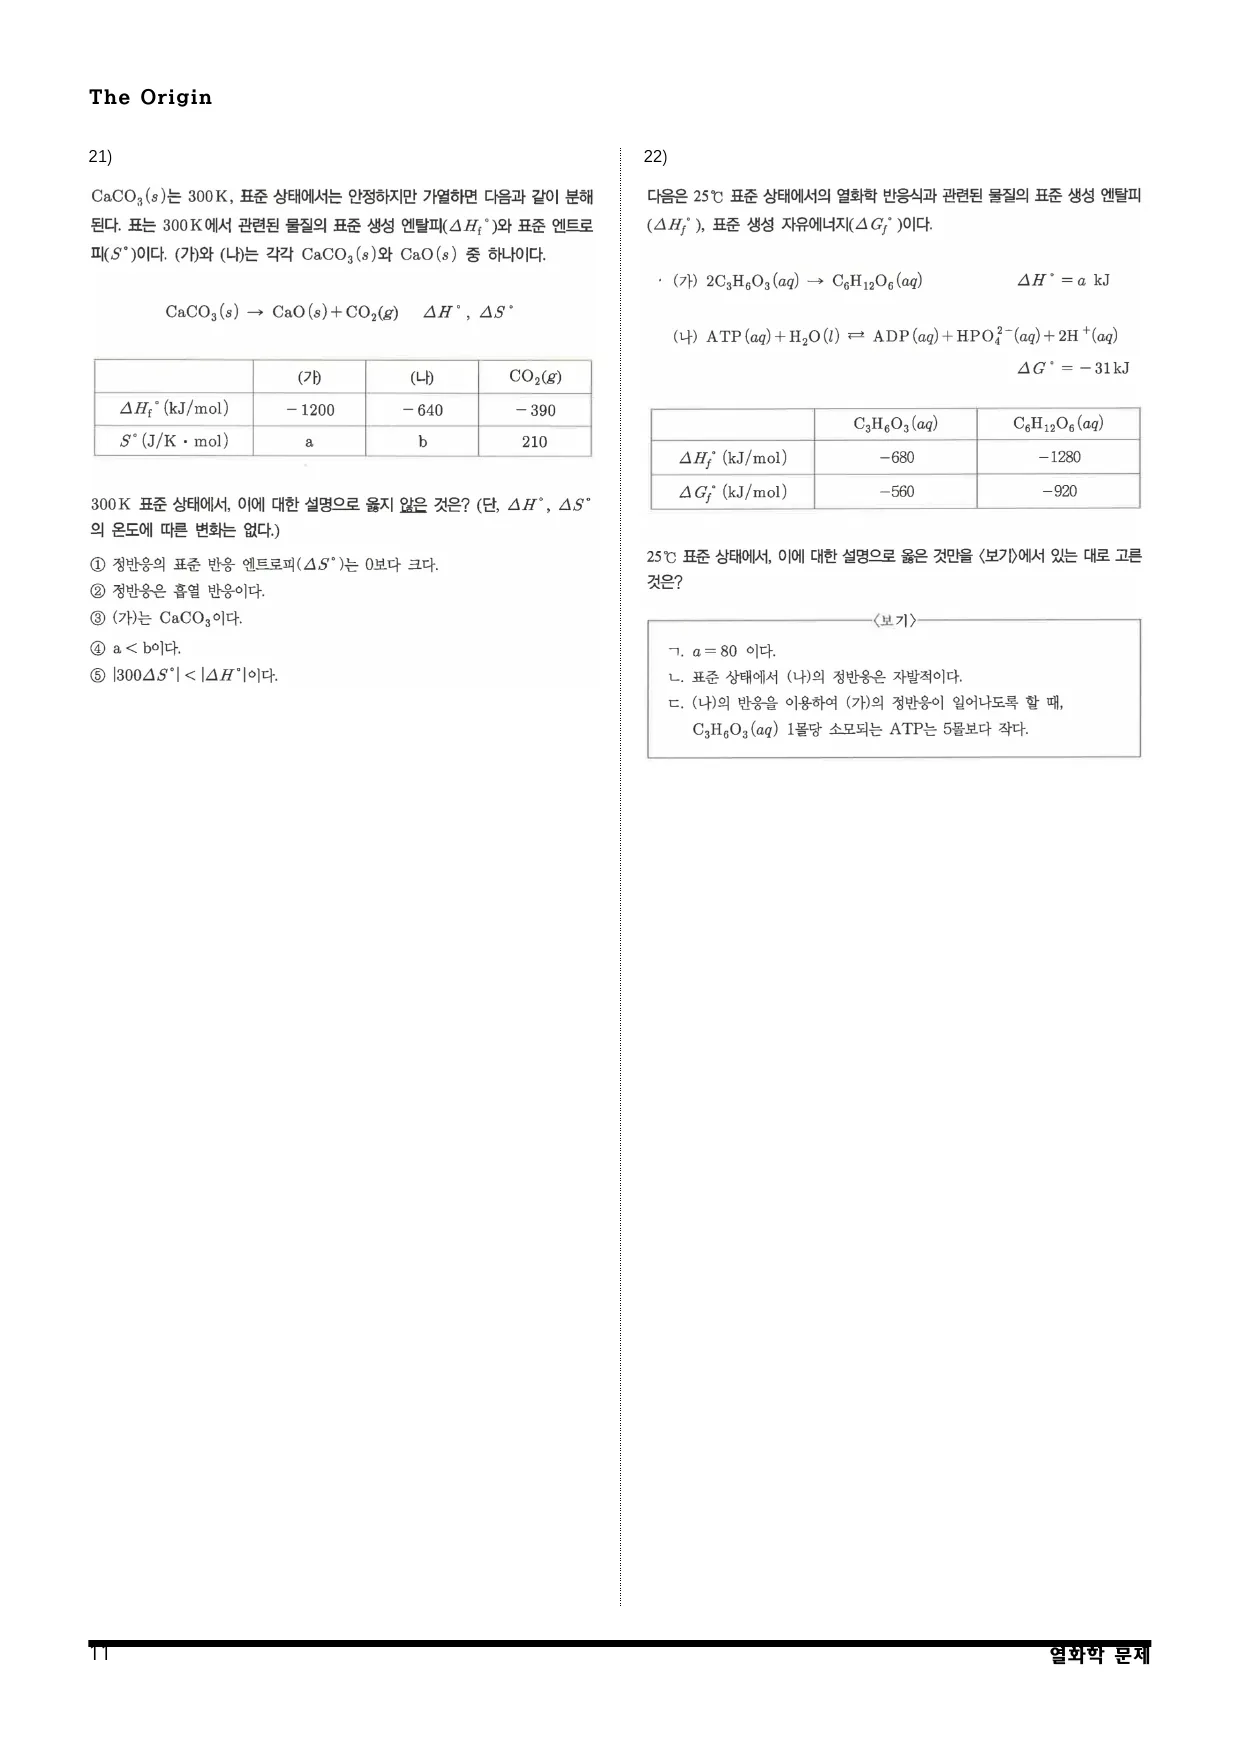 The Origin
21)
CaCO₃(s)는 300K, 표준 상태에서는 안정하지만 가열하면 다음과 같이 분해
된다. 표는 300K에서 관련된 물질의 표준 생성 엔탈피(ΔH_f°)와 표준 엔트로
피(S°)이다. (가)와 (나)는 각각 CaCO₃(s)와 CaO(s) 중 하나이다.
CaCO₃(s) → CaO(s)+CO₂(g) ΔH°, ΔS°
(가) (나) CO₂(g)
ΔH_f°(kJ/mol) −1200 −640 −390
S°(J/K·mol) a b 210
300K 표준 상태에서, 이에 대한 설명으로 옳지 않은 것은? (단, ΔH°, ΔS°
의 온도에 따른 변화는 없다.)
① 정반응의 표준 반응 엔트로피(ΔS°)는 0보다 크다.
② 정반응은 흡열 반응이다.
③ (가)는 CaCO₃이다.
④ a < b이다.
⑤ |300ΔS°| < |ΔH°|이다.
22)
다음은 25℃ 표준 상태에서의 열화학 반응식과 관련된 물질의 표준 생성 엔탈피
(ΔH_f°), 표준 생성 자유에너지(ΔG_f°)이다.
(가) 2C₃H₆O₃(aq) → C₆H₁₂O₆(aq) ΔH° = a kJ
(나) ATP(aq)+H₂O(l) ⇌ ADP(aq)+HPO₄²⁻(aq)+2H⁺(aq)
ΔG° = −31kJ
C₃H₆O₃(aq) C₆H₁₂O₆(aq)
ΔH_f° (kJ/mol) −680 −1280
ΔG_f° (kJ/mol) −560 −920
25℃ 표준 상태에서, 이에 대한 설명으로 옳은 것만을 〈보기〉에서 있는 대로 고른
것은?
〈보기〉
ㄱ. a = 80 이다.
ㄴ. 표준 상태에서 (나)의 정반응은 자발적이다.
ㄷ. (나)의 반응을 이용하여 (가)의 정반응이 일어나도록 할 때,
C₃H₆O₃(aq) 1몰당 소모되는 ATP는 5몰보다 작다.
11
열화학 문제